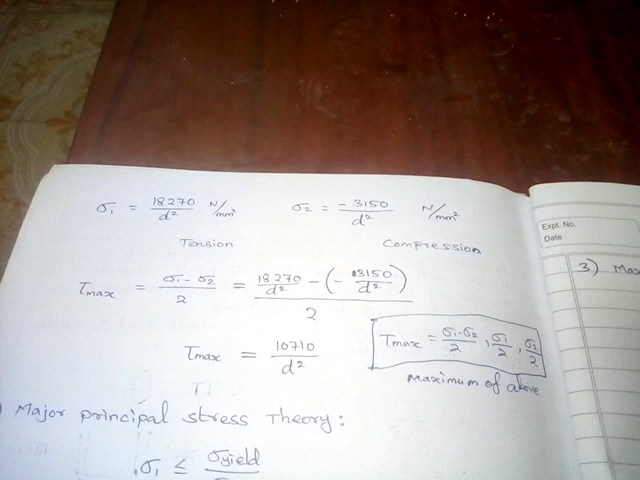 σ₁ = 18270/d² N/mm² σ₂ = -3150/d² N/mm²
Tension Compression
τmax = (σ₁ - σ₂)/2 = (18270/d² - (-3150/d²))/2
τmax = 10710/d²
τmax = (σ₁-σ₂)/2, σ₁/2, σ₂/2
Maximum of above
) Major principal stress Theory:
σ₁ ≤ σyield
Expt. No.
Date :
3) Max